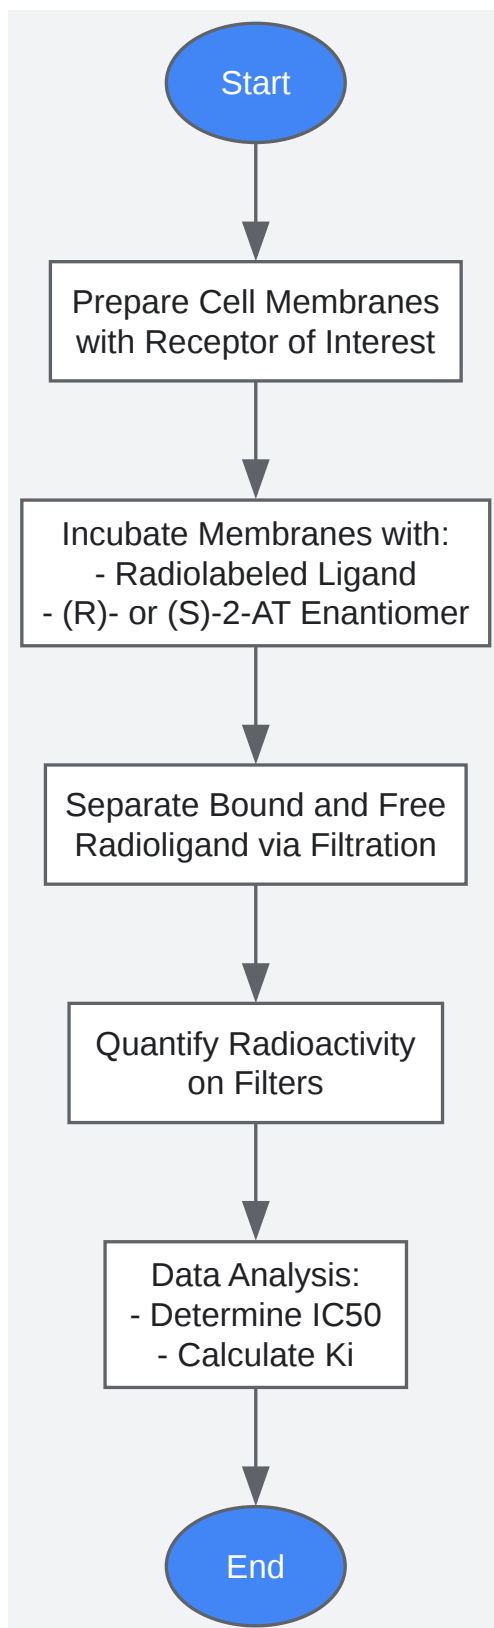 Start
Prepare Cell Membranes
with Receptor of Interest
Incubate Membranes with:
- Radiolabeled Ligand
- (R)- or (S)-2-AT Enantiomer
Separate Bound and Free
Radioligand via Filtration
Quantify Radioactivity
on Filters
Data Analysis:
- Determine IC50
- Calculate Ki
End